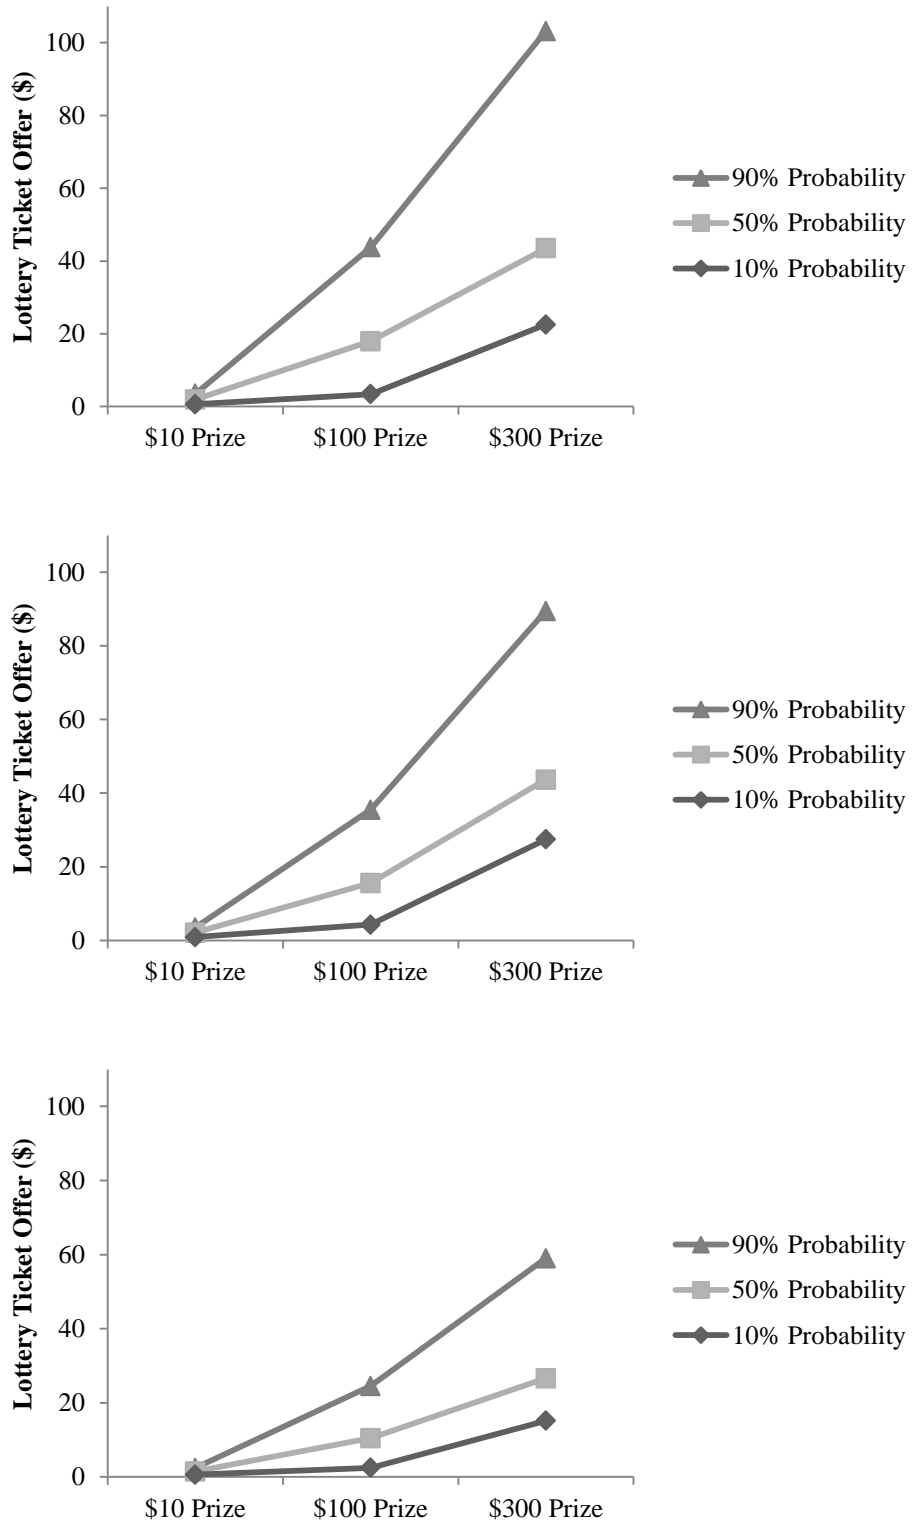 Lottery Ticket Offer ($)
100
80
60
40
20
0
$10 Prize $100 Prize $300 Prize
90% Probability
50% Probability
10% Probability
Lottery Ticket Offer ($)
100
80
60
40
20
0
$10 Prize $100 Prize $300 Prize
90% Probability
50% Probability
10% Probability
Lottery Ticket Offer ($)
100
80
60
40
20
0
$10 Prize $100 Prize $300 Prize
90% Probability
50% Probability
10% Probability